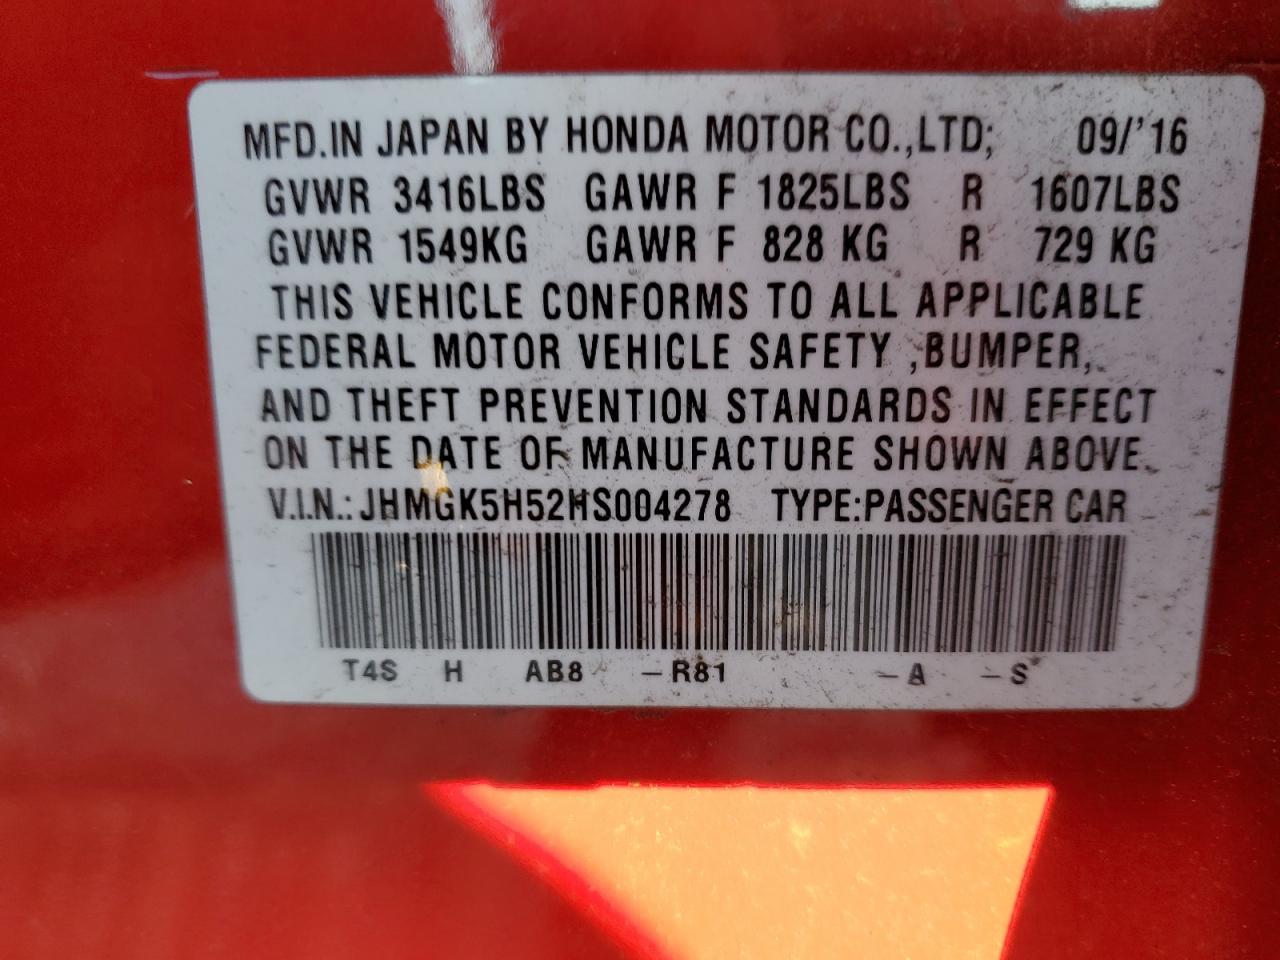 MFD.IN JAPAN BY HONDA MOTOR CO.,LTD; 09/'16
GVWR 3416LBS GAWR F 1825LBS R 1607LBS
GVWR 1549KG GAWR F 828 KG R 729 KG
THIS VEHICLE CONFORMS TO ALL APPLICABLE
FEDERAL MOTOR VEHICLE SAFETY ,BUMPER,
AND THEFT PREVENTION STANDARDS IN EFFECT
ON THE DATE OF MANUFACTURE SHOWN ABOVE.
V.I.N.: JHMGK5H52HS004278 TYPE:PASSENGER CAR
T4S H AB8 -R81 -A -S